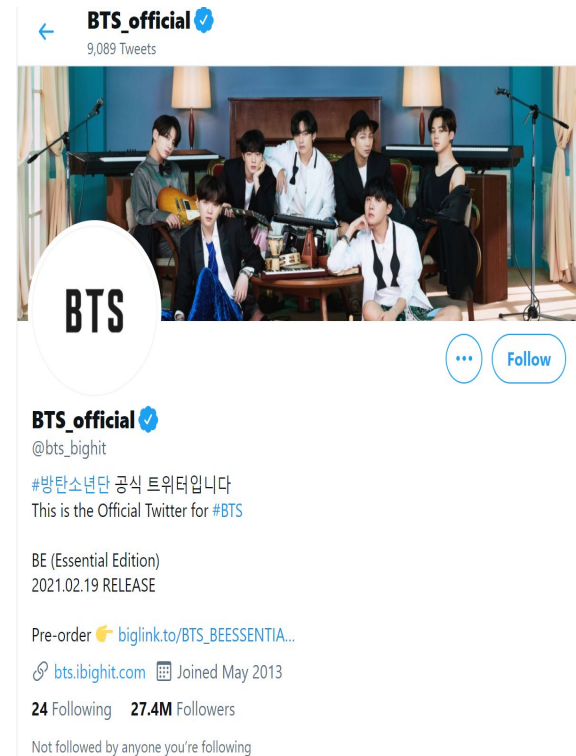 BTS_official
9,089 Tweets
BTS
Follow
BTS_official
@bts_bighit
#방탄소년단 공식 트위터입니다
This is the Official Twitter for #BTS
BE (Essential Edition)
2021.02.19 RELEASE
Pre-order 👉 biglink.to/BTS_BEESSENTIA...
bts.ibighit.com Joined May 2013
24 Following 27.4M Followers
Not followed by anyone you're following